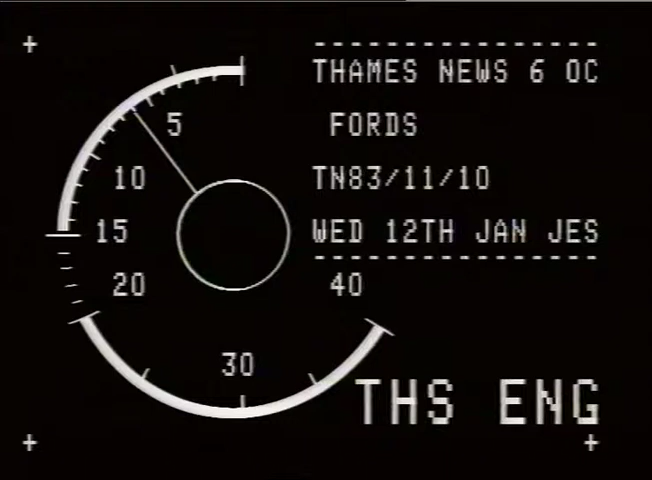 THAMES NEWS 6 OC
FORDS
TN83/11/10
WED 12TH JAN JES
5
10
15
20
30
40
THS ENG